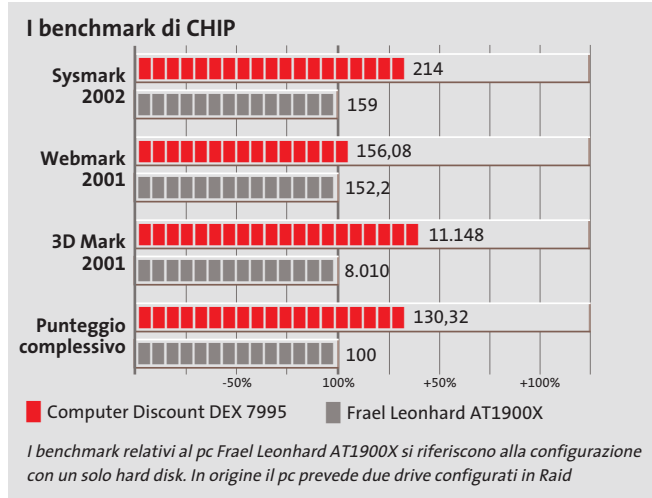 I benchmark di CHIP
Sysmark
2002
214
159
Webmark
2001
156,08
152,2
3D Mark
2001
11.148
8.010
Punteggio
complessivo
130,32
100
-50% 100% +50% +100%
Computer Discount DEX 7995 Frael Leonhard AT1900X
I benchmark relativi al pc Frael Leonhard AT1900X si riferiscono alla configurazione
con un solo hard disk. In origine il pc prevede due drive configurati in Raid